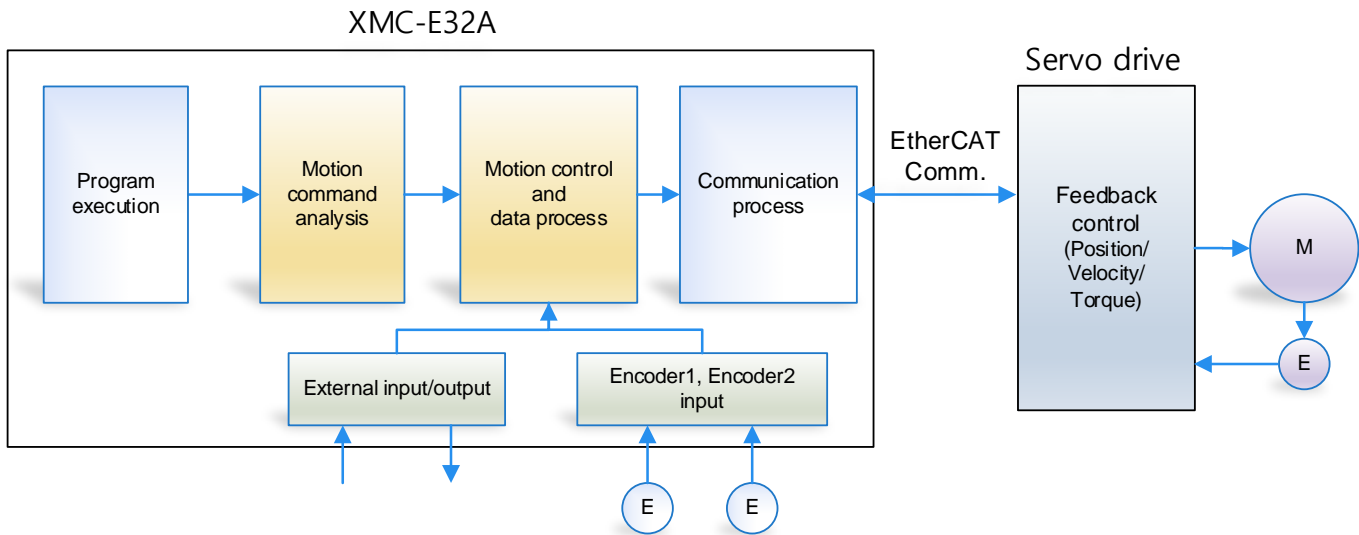 XMC-E32A
Servo drive
Program
execution
Motion
command
analysis
Motion control
and
data process
Communication
process
EtherCAT
Comm.
Feedback
control
(Position/
Velocity/
Torque)
M
E
External input/output
Encoder1, Encoder2
input
E
E